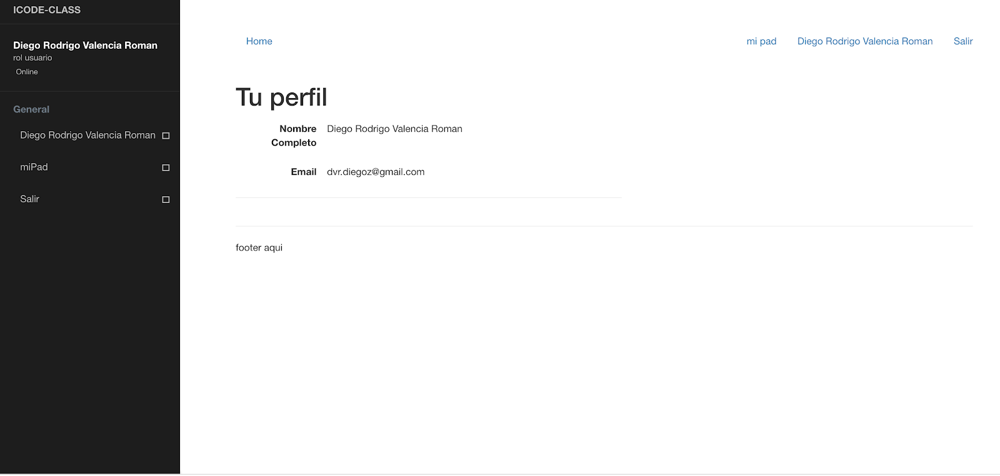 ICODE-CLASS
Diego Rodrigo Valencia Roman
rol usuario
Online
General
Diego Rodrigo Valencia Roman
miPad
Salir
Home
mi pad
Diego Rodrigo Valencia Roman
Salir
Tu perfil
Nombre Diego Rodrigo Valencia Roman
Completo
Email dvr.diegoz@gmail.com
footer aqui